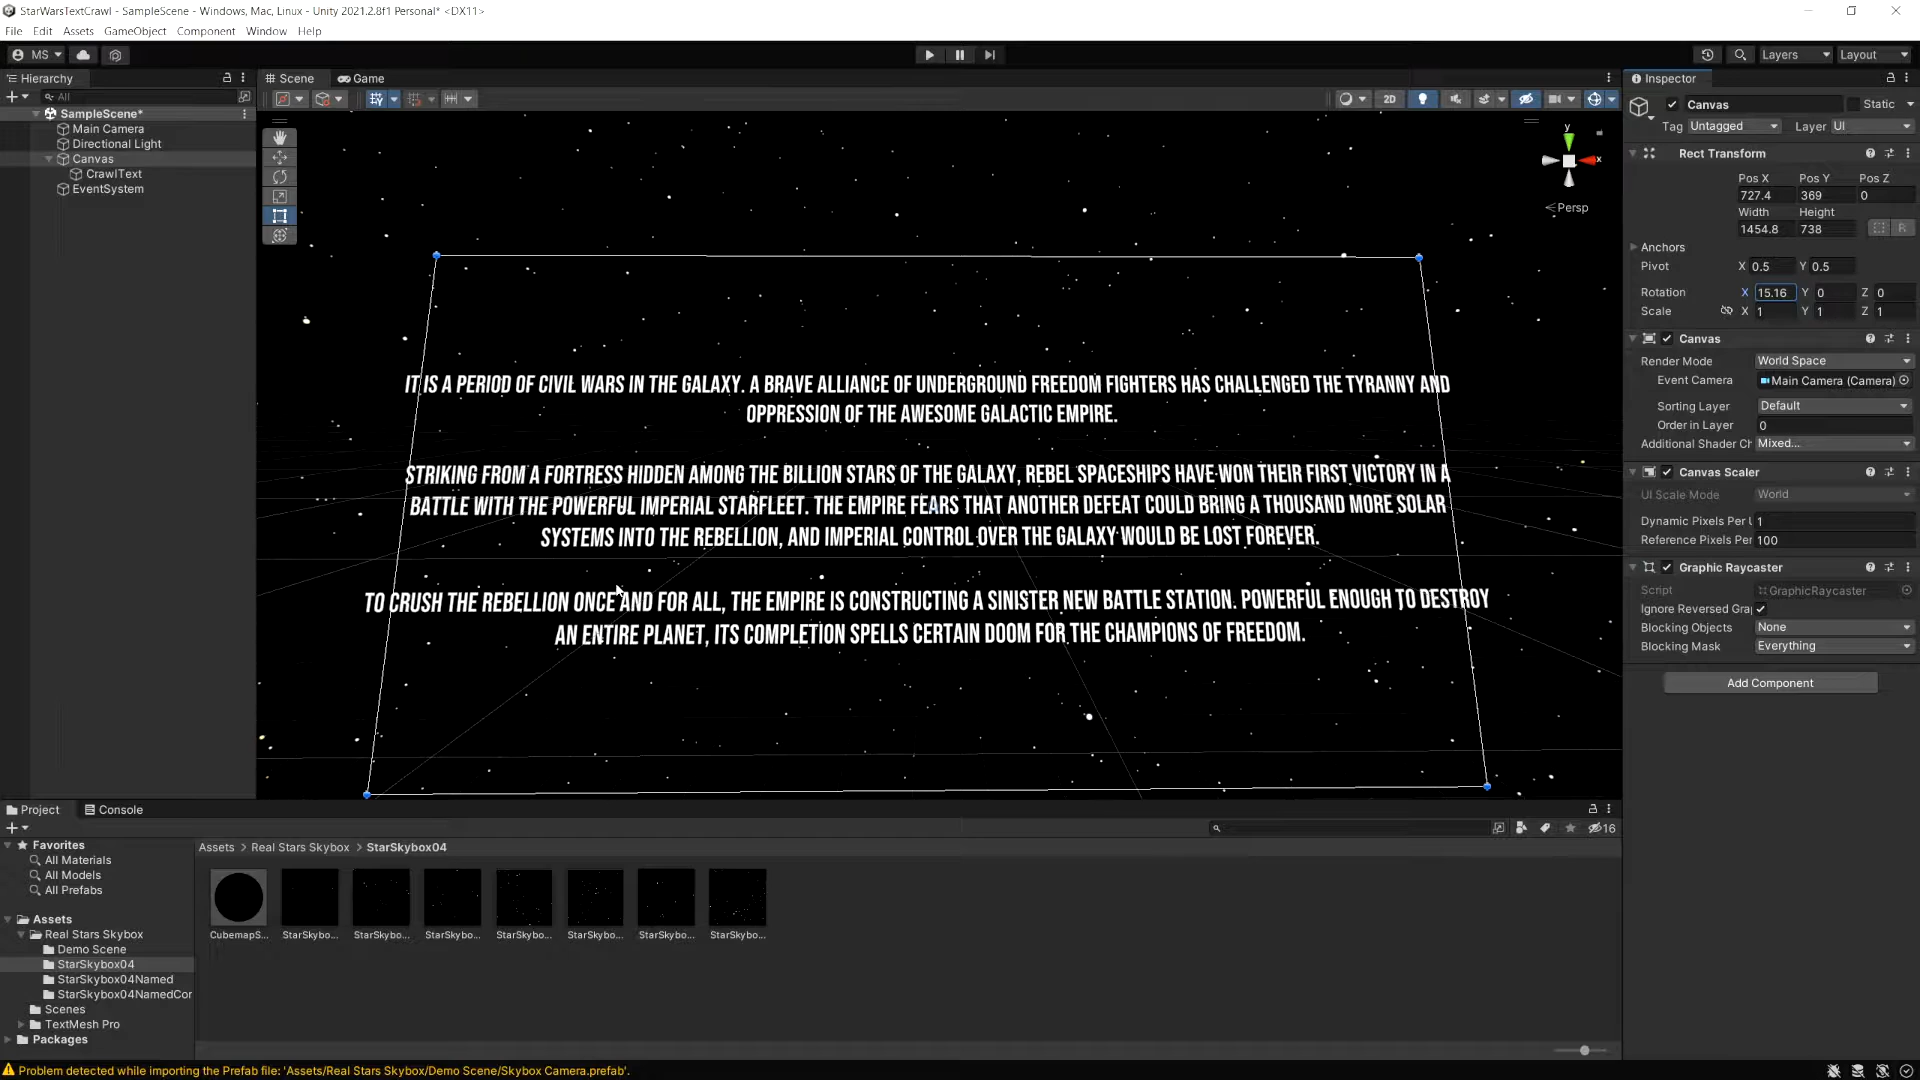 StarWarsTextCrawl - SampleScene - Windows, Mac, Linux - Unity 2021.2.8f1 Personal* <DX11>
File Edit Assets GameObject Component Window Help
MS Layers Layout
Hierarchy Scene Game Inspector
All
SampleScene*
Main Camera
Directional Light
Canvas
CrawlText
EventSystem
2D
y
x
Persp
IT IS A PERIOD OF CIVIL WARS IN THE GALAXY. A BRAVE ALLIANCE OF UNDERGROUND FREEDOM FIGHTERS HAS CHALLENGED THE TYRANNY AND
OPPRESSION OF THE AWESOME GALACTIC EMPIRE.
STRIKING FROM A FORTRESS HIDDEN AMONG THE BILLION STARS OF THE GALAXY, REBEL SPACESHIPS HAVE WON THEIR FIRST VICTORY IN A
BATTLE WITH THE POWERFUL IMPERIAL STARFLEET. THE EMPIRE FEARS THAT ANOTHER DEFEAT COULD BRING A THOUSAND MORE SOLAR
SYSTEMS INTO THE REBELLION, AND IMPERIAL CONTROL OVER THE GALAXY WOULD BE LOST FOREVER.
TO CRUSH THE REBELLION ONCE AND FOR ALL, THE EMPIRE IS CONSTRUCTING A SINISTER NEW BATTLE STATION. POWERFUL ENOUGH TO DESTROY
AN ENTIRE PLANET, ITS COMPLETION SPELLS CERTAIN DOOM FOR THE CHAMPIONS OF FREEDOM.
Canvas Static
Tag Untagged Layer UI
Rect Transform
Pos X Pos Y Pos Z
727.4 369 0
Width Height
1454.8 738
R
Anchors
Pivot X 0.5 Y 0.5
Rotation X 15.16 Y 0 Z 0
Scale X 1 Y 1 Z 1
Canvas
Render Mode World Space
Event Camera Main Camera (Camera)
Sorting Layer Default
Order in Layer 0
Additional Shader Ch Mixed...
Canvas Scaler
UI Scale Mode World
Dynamic Pixels Per U 1
Reference Pixels Per 100
Graphic Raycaster
Script GraphicRaycaster
Ignore Reversed Grap
Blocking Objects None
Blocking Mask Everything
Add Component
Project Console
16
Favorites
All Materials
All Models
All Prefabs
Assets
Real Stars Skybox
Demo Scene
StarSkybox04
StarSkybox04Named
StarSkybox04NamedCor
Scenes
TextMesh Pro
Packages
Assets > Real Stars Skybox > StarSkybox04
CubemapS... StarSkybo... StarSkybo... StarSkybo... StarSkybo... StarSkybo... StarSkybo... StarSkybo...
Problem detected while importing the Prefab file: 'Assets/Real Stars Skybox/Demo Scene/Skybox Camera.prefab'.